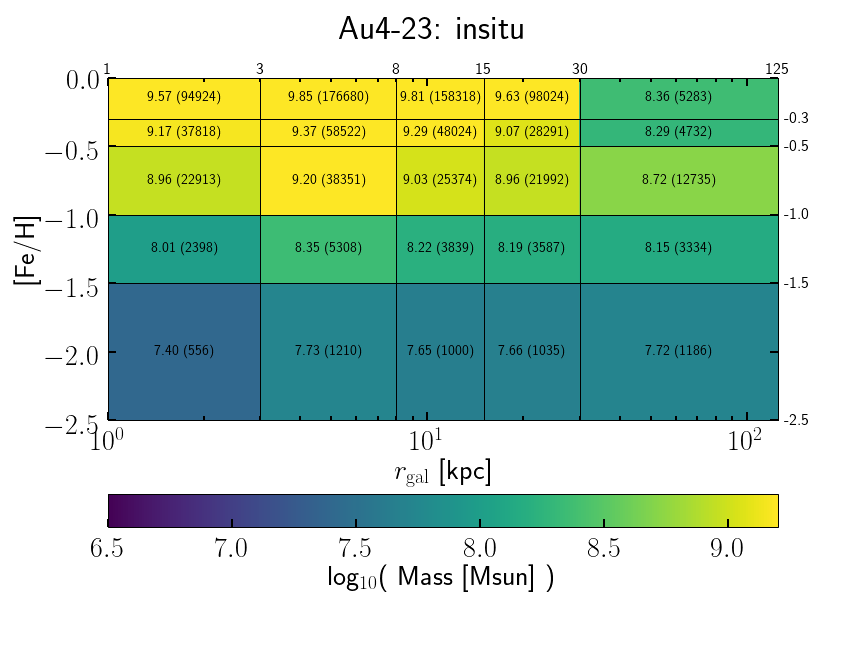 Au4-23: insitu
1 3 8 15 30 125
0.0
9.57 (94924) 9.85 (176680) 9.81 (158318) 9.63 (98024) 8.36 (5283)
-0.3
9.17 (37818) 9.37 (58522) 9.29 (48024) 9.07 (28291) 8.29 (4732)
−0.5 -0.5
8.96 (22913) 9.20 (38351) 9.03 (25374) 8.96 (21992) 8.72 (12735)
−1.0 -1.0
[Fe/H]
8.01 (2398) 8.35 (5308) 8.22 (3839) 8.19 (3587) 8.15 (3334)
−1.5 -1.5
−2.0 7.40 (556) 7.73 (1210) 7.65 (1000) 7.66 (1035) 7.72 (1186)
−2.5 -2.5
10⁰ 10¹ 10²
r_gal [kpc]
6.5 7.0 7.5 8.0 8.5 9.0
log₁₀( Mass [Msun] )